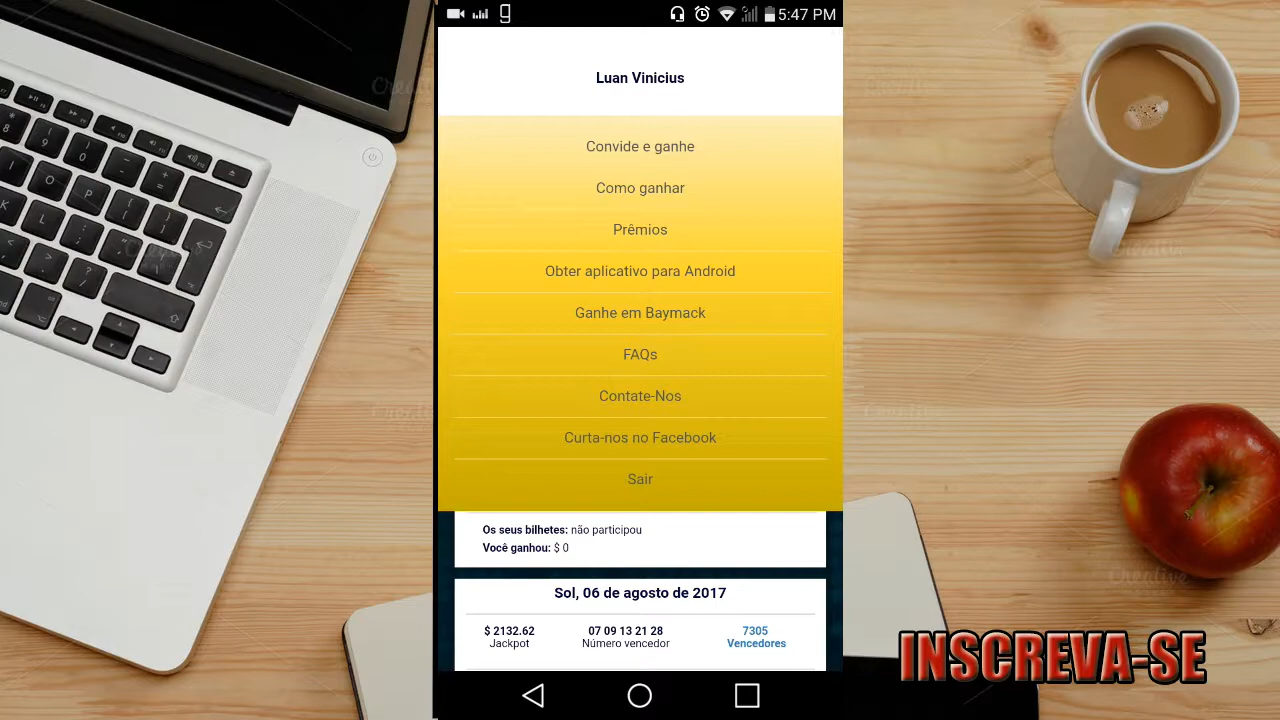 5:47 PM
Luan Vinicius
Convide e ganhe
Como ganhar
Prêmios
Obter aplicativo para Android
Ganhe em Baymack
FAQs
Contate-Nos
Curta-nos no Facebook
Sair
Os seus bilhetes: não participou
Você ganhou: $ 0
Sol, 06 de agosto de 2017
$ 2132.62 07 09 13 21 28 7305
Jackpot Número vencedor Vencedores
INSCREVA-SE